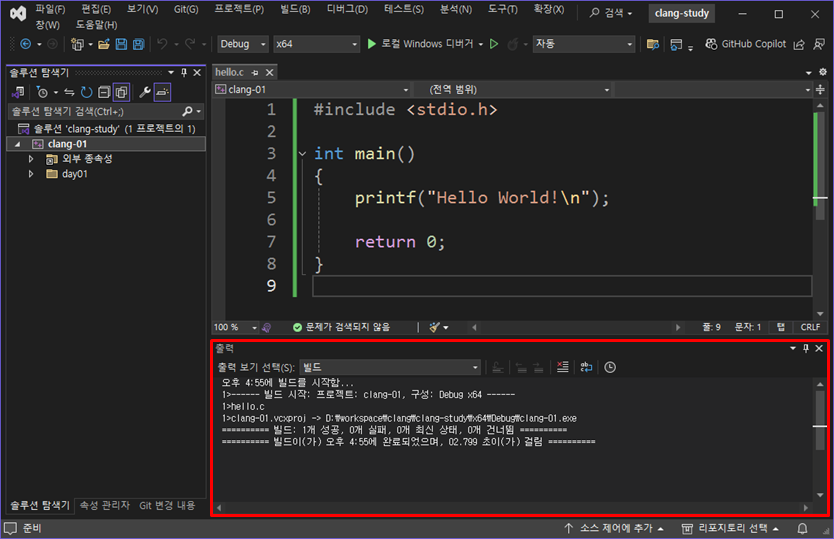 파일(F) 편집(E) 보기(V) Git(G) 프로젝트(P) 빌드(B) 디버그(D) 테스트(S) 분석(N) 도구(T) 확장(X) 검색 clang-study
창(W) 도움말(H)
Debug x64 로컬 Windows 디버거 자동 GitHub Copilot
솔루션 탐색기
솔루션 탐색기 검색(Ctrl+;)
솔루션 'clang-study' (1 프로젝트의 1)
clang-01
외부 종속성
day01
hello.c
clang-01 (전역 범위)
1 #include <stdio.h>
2
3 int main()
4 {
5 printf("Hello World!\n");
6
7 return 0;
8 }
9
100 % 문제가 검색되지 않음 줄: 9 문자: 1 탭 CRLF
출력
출력 보기 선택(S): 빌드
오후 4:55에 빌드를 시작함...
1>------ 빌드 시작: 프로젝트: clang-01, 구성: Debug x64 ------
1>hello.c
1>clang-01.vcxproj -> D:₩workspace₩clang₩clang-study₩x64₩Debug₩clang-01.exe
========== 빌드: 1개 성공, 0개 실패, 0개 최신 상태, 0개 건너뜀 ==========
========== 빌드이(가) 오후 4:55에 완료되었으며, 02.799 초이(가) 걸림 ==========
솔루션 탐색기 속성 관리자 Git 변경 내용
준비 소스 제어에 추가 리포지토리 선택